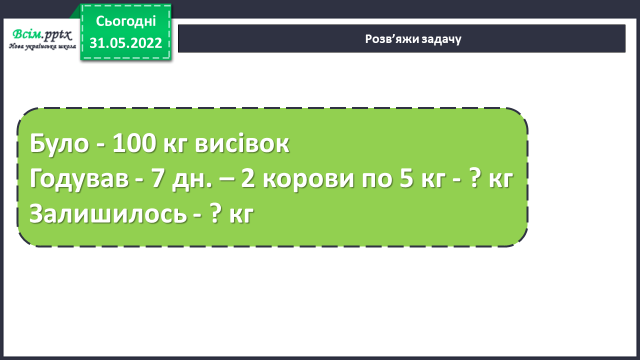 Всім.pptx
Нова українська школа
Сьогодні
31.05.2022
Розв'яжи задачу
Було - 100 кг висівок
Годував - 7 дн. – 2 корови по 5 кг - ? кг
Залишилось - ? кг